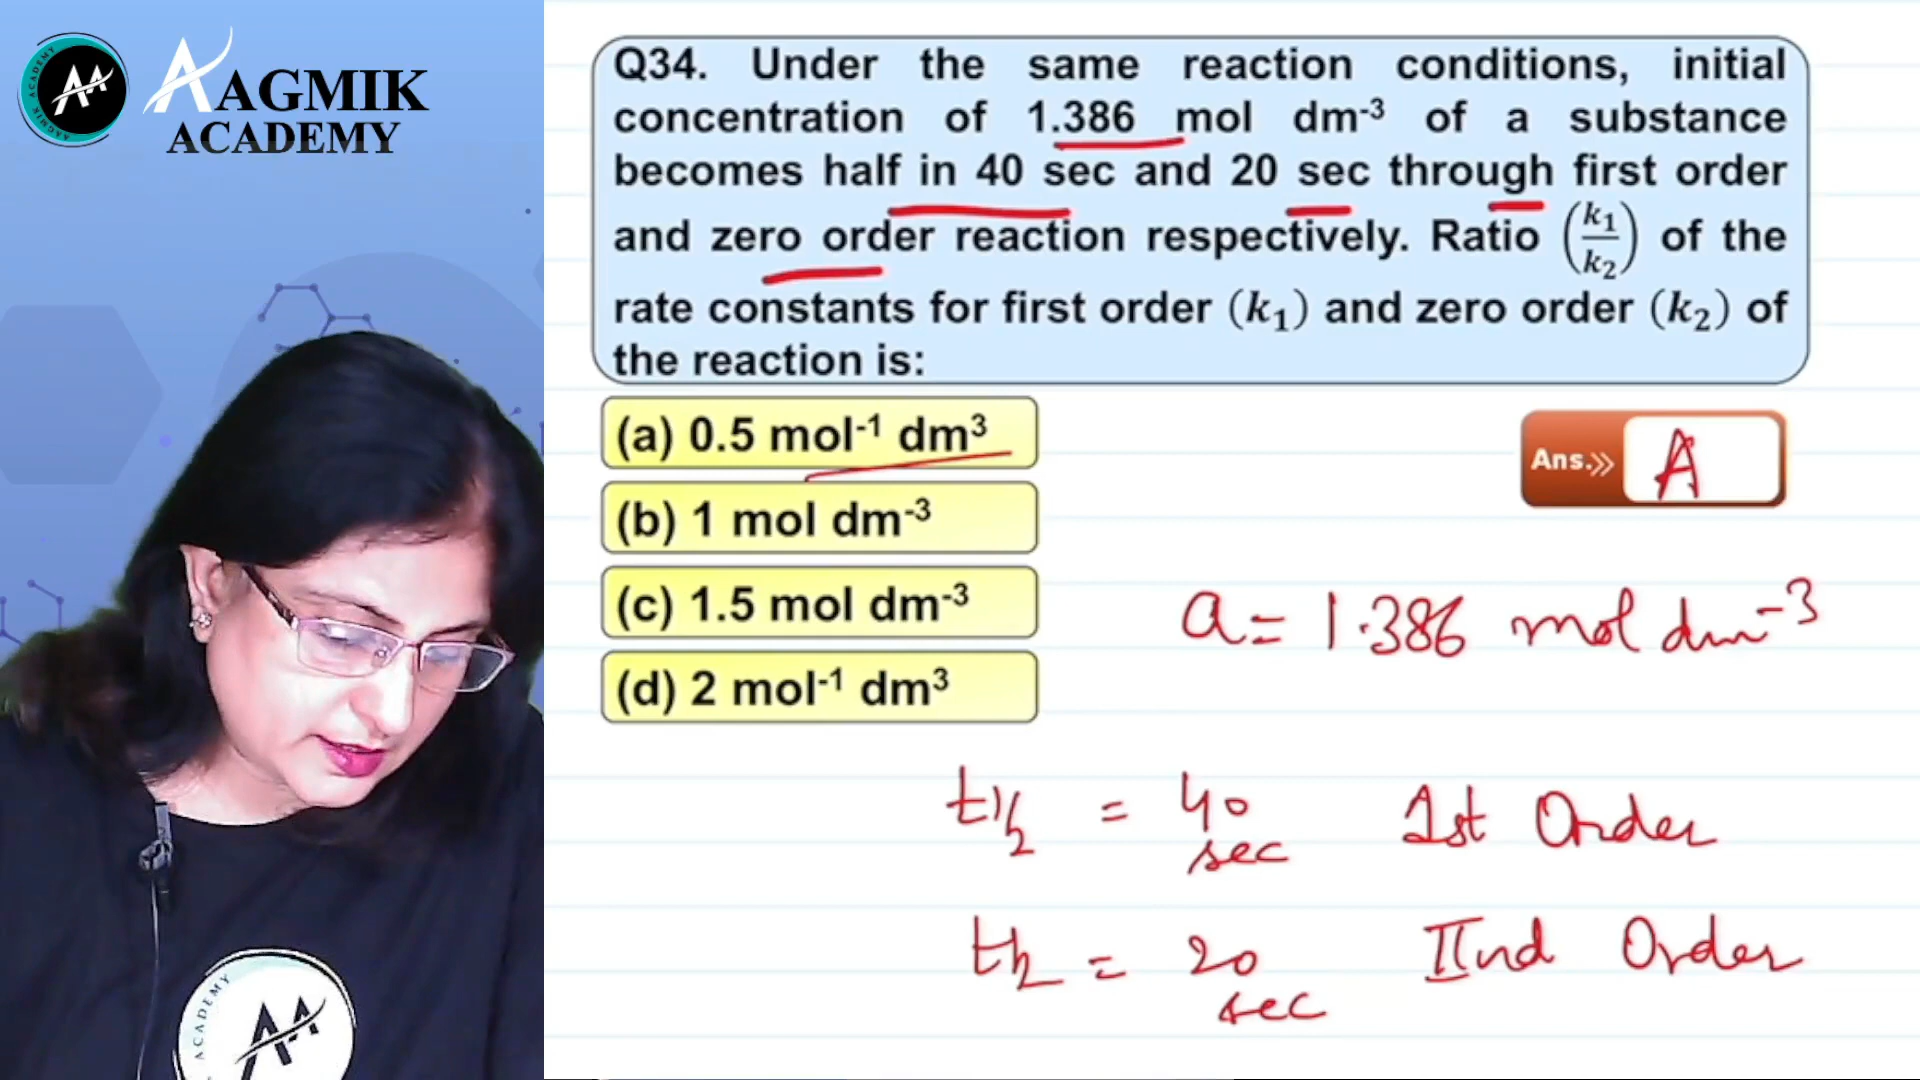 AAGMIK
ACADEMY
Q34. Under the same reaction conditions, initial
concentration of 1.386 mol dm⁻³ of a substance
becomes half in 40 sec and 20 sec through first order
and zero order reaction respectively. Ratio (k₁/k₂) of the
rate constants for first order (k₁) and zero order (k₂) of
the reaction is:
(a) 0.5 mol⁻¹ dm³
(b) 1 mol dm⁻³
(c) 1.5 mol dm⁻³
(d) 2 mol⁻¹ dm³
Ans.>> A
a = 1.386 mol dm⁻³
t1/2 = 40 sec Ist Order
t1/2 = 20 sec IInd Order
ACADEMY